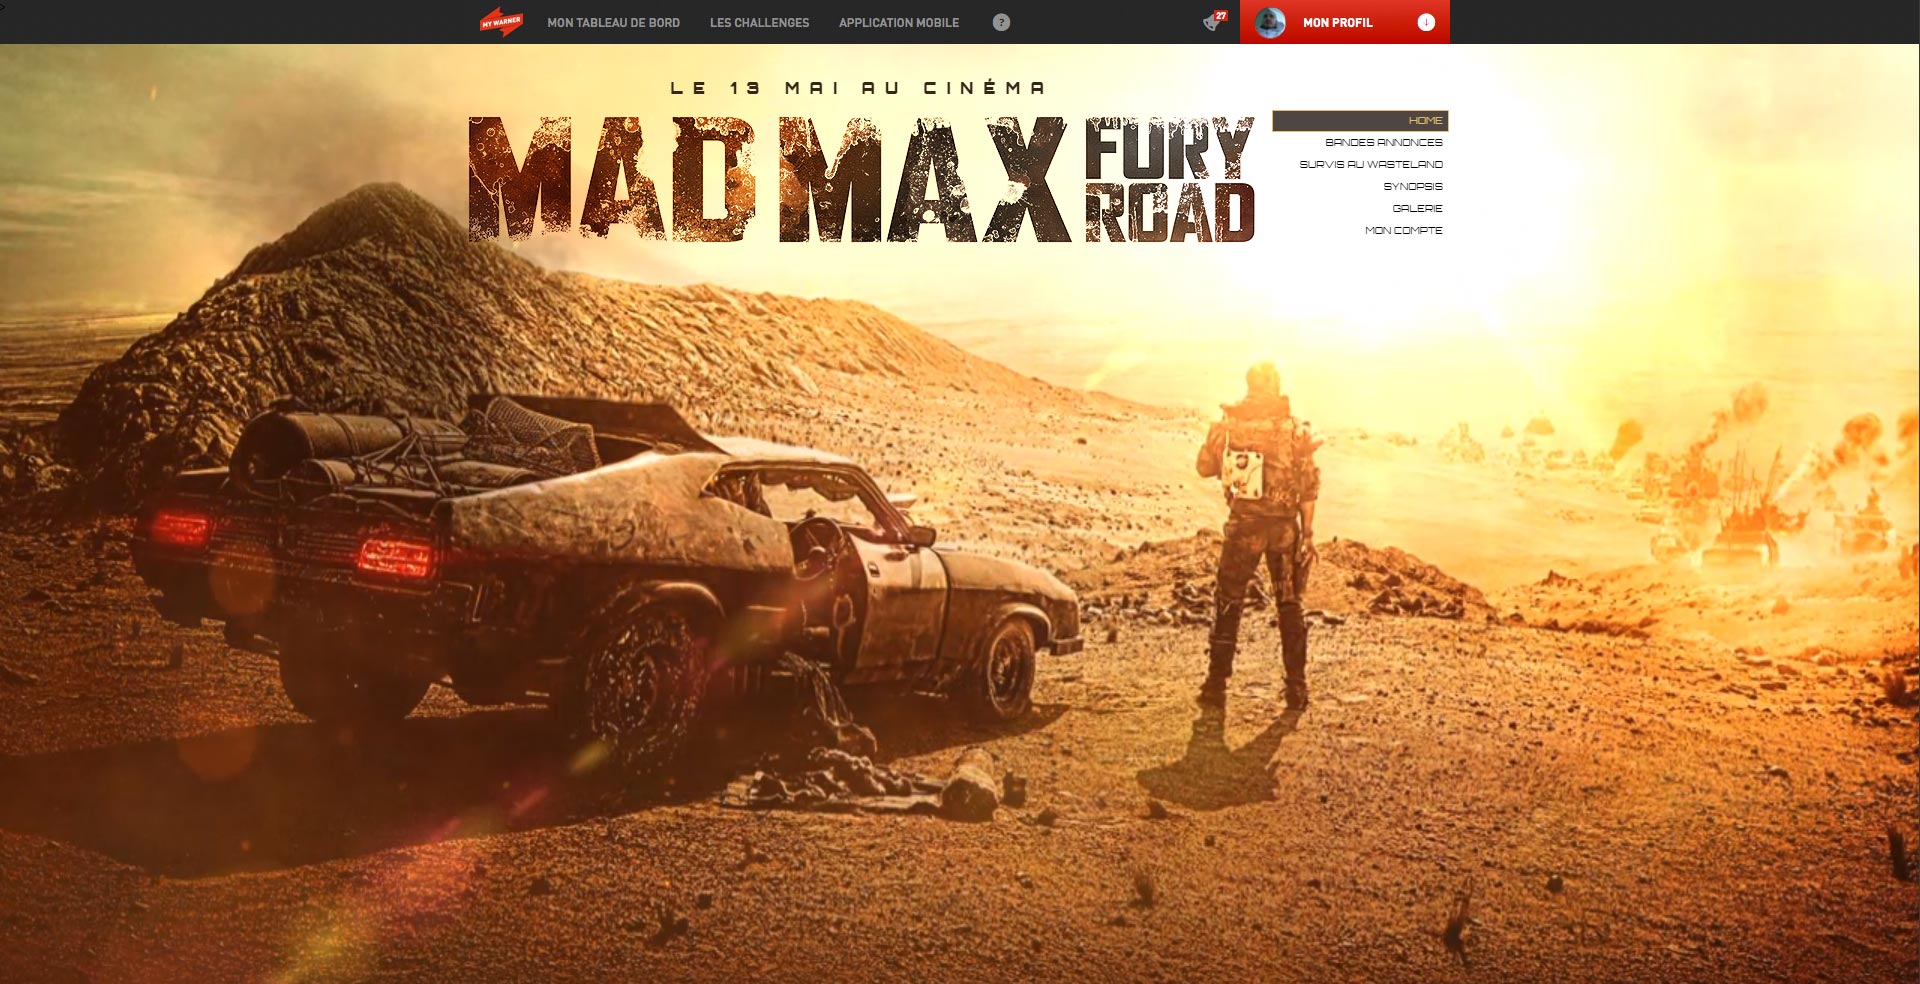 >
MY WARNER
MON TABLEAU DE BORD
LES CHALLENGES
APPLICATION MOBILE
?
27
MON PROFIL
LE 13 MAI AU CINÉMA
MAD MAX FURY ROAD
HOME
BANDES ANNONCES
SURVIS AU WASTELAND
SYNOPSIS
GALERIE
MON COMPTE